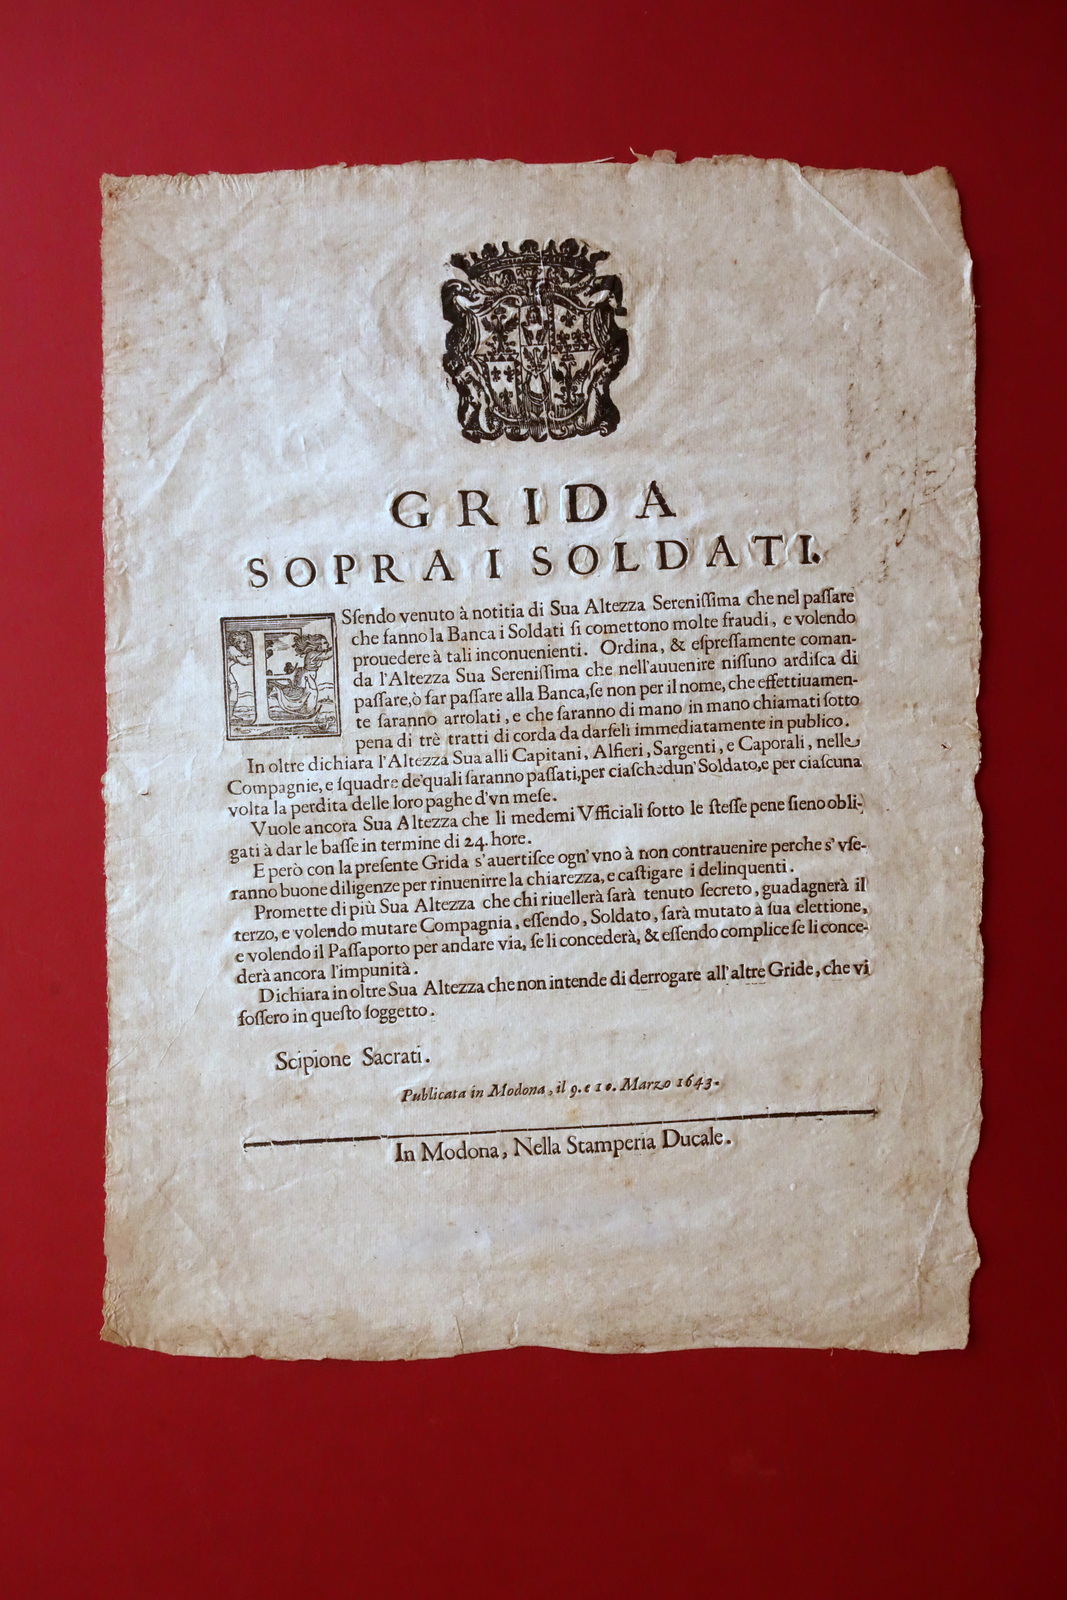 GRIDA
SOPRA I SOLDATI.
ESſendo venuto à notitia di Sua Altezza Sereniſſima che nel paſſare
che fanno la Banca i Soldati ſi comettono molte fraudi, e volendo
prouedere à tali inconuenienti. Ordina, & eſpreſſamente coman-
da l'Altezza Sua Sereniſſima che nell'auuenire niſſuno ardiſca di
paſſare, ò far paſſare alla Banca, ſe non per il nome, che effettiuamen-
te ſaranno arrolati, e che ſaranno di mano in mano chiamati ſotto
pena di trè tratti di corda da darſeli immediatamente in publico.
In oltre dichiara l'Altezza Sua alli Capitani, Alfieri, Sargenti, e Caporali, nelle
Compagnie, e ſquadre de'quali ſaranno paſſati, per ciaſchedun' Soldato, e per ciaſcuna
volta la perdita delle loro paghe d'vn meſe.
Vuole ancora Sua Altezza che li medemi Vfficiali ſotto le ſteſſe pene ſieno obli-
gati à dar le baſſe in termine di 24. hore.
E però con la preſente Grida s'auertiſce ogn' vno à non contrauenire perche s' vſe-
ranno buone diligenze per rinuenirre la chiarezza, e caſtigare i delinquenti.
Promette di più Sua Altezza che chi riuellerà ſarà tenuto ſecreto, guadagnerà il
terzo, e volendo mutare Compagnia, eſſendo, Soldato, ſarà mutato à ſua elettione,
e volendo il Paſſaporto per andare via, ſe li concederà, & eſſendo complice ſe li conce-
derà ancora l'impunità.
Dichiara in oltre Sua Altezza che non intende di derrogare all'altre Gride, che vi
foſſero in queſto ſoggetto.
Scipione Sacrati.
Publicata in Modona, il 9. e 10. Marzo 1643.
In Modona, Nella Stamperia Ducale.